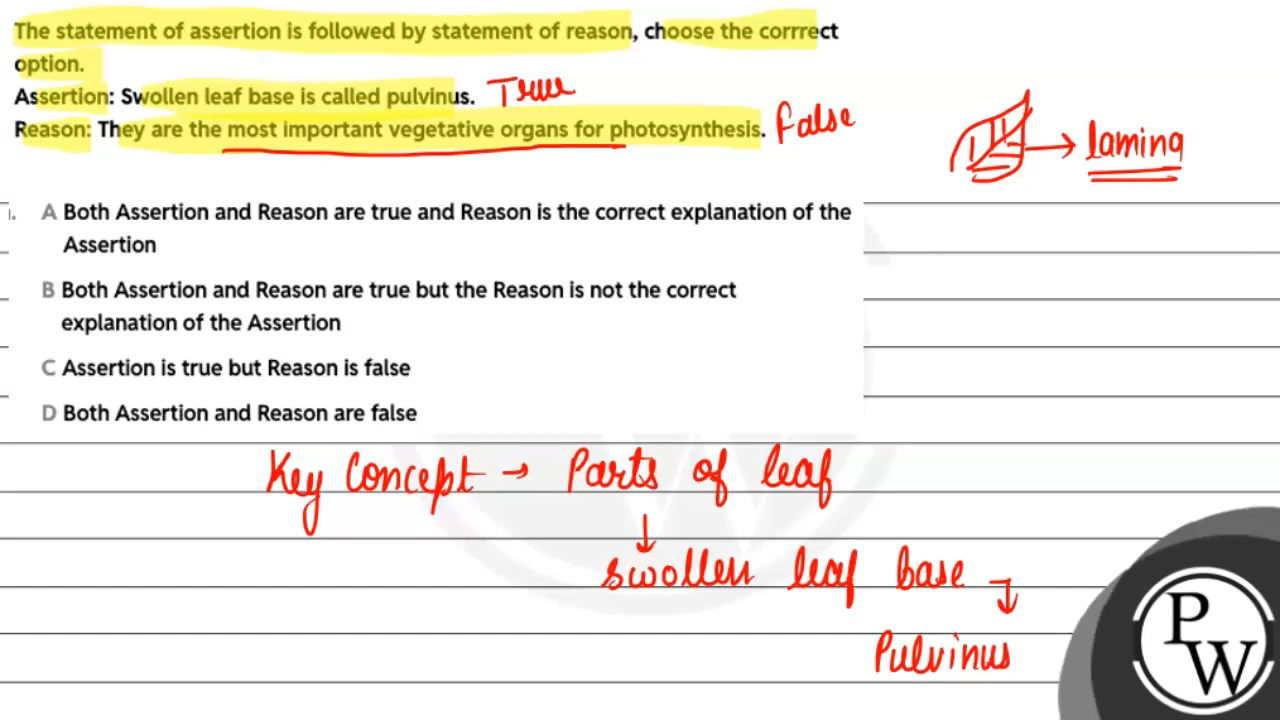 The statement of assertion is followed by statement of reason, choose the corrrect
option.
Assertion: Swollen leaf base is called pulvinus. True
Reason: They are the most important vegetative organs for photosynthesis. false
lamina
A Both Assertion and Reason are true and Reason is the correct explanation of the
Assertion
B Both Assertion and Reason are true but the Reason is not the correct
explanation of the Assertion
C Assertion is true but Reason is false
D Both Assertion and Reason are false
Key concept → Parts of leaf
↓
swollen leaf base
↓
Pulvinus
P
W